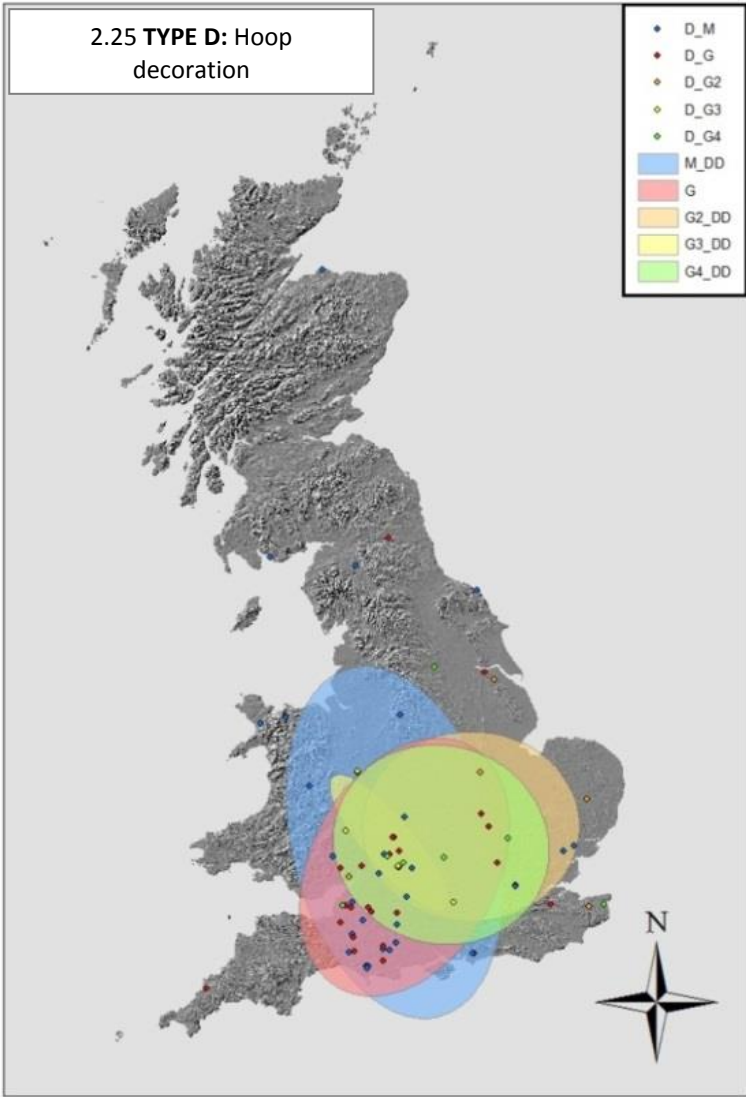 2.25 TYPE D: Hoop
decoration
D_M
D_G
D_G2
D_G3
D_G4
M_DD
G
G2_DD
G3_DD
G4_DD
N